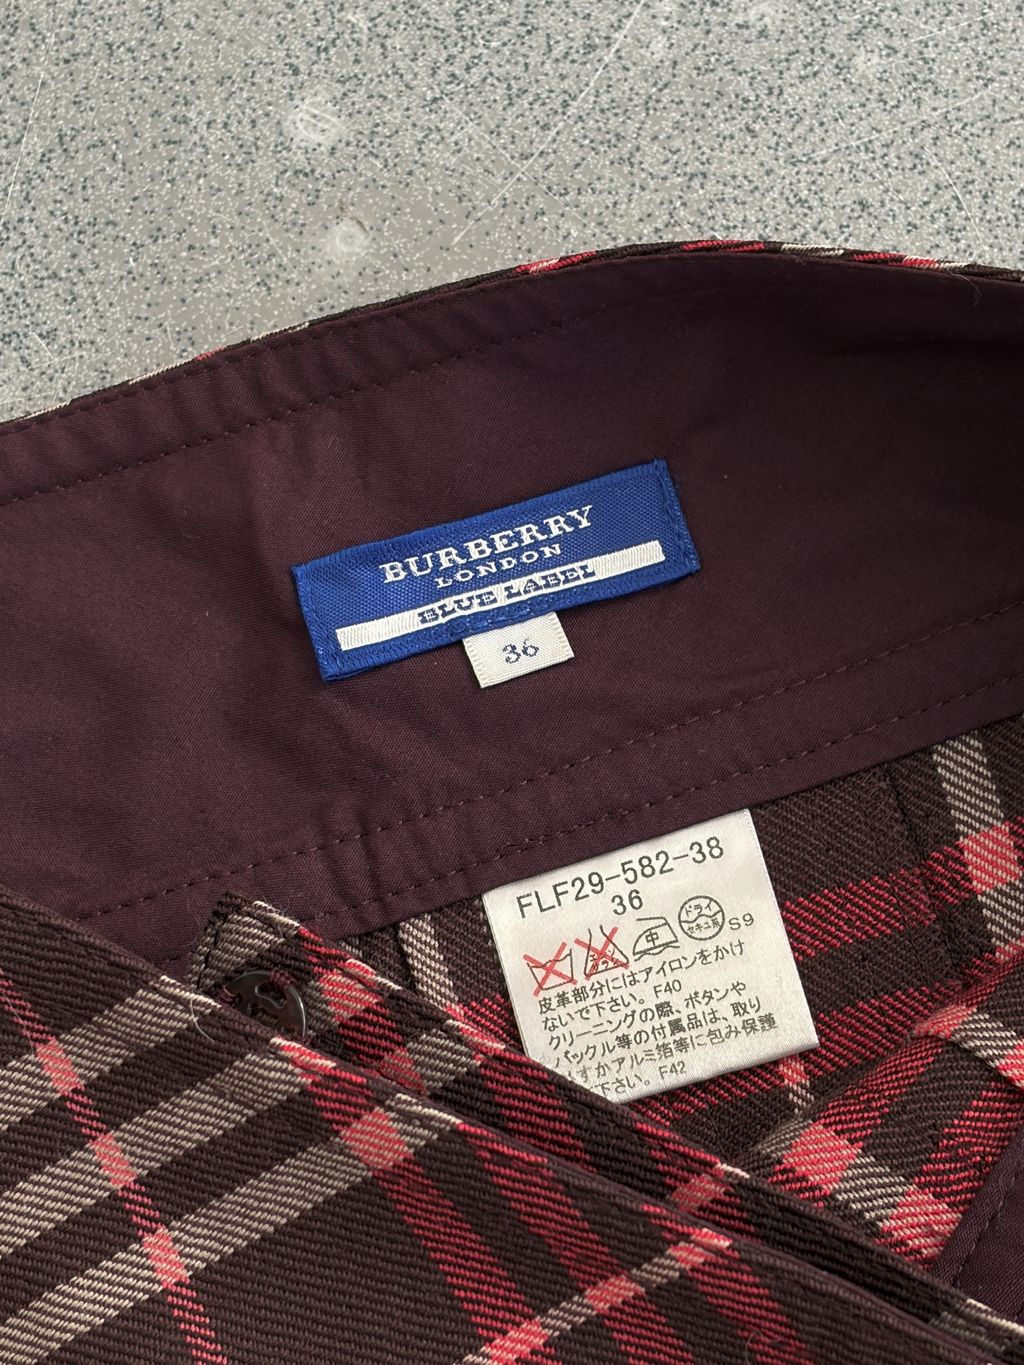 BURBERRY
LONDON
BLUE LABEL
36
FLF29-582-38
36
ドライ
セキユ系
中
S9
皮革部分にはアイロンをかけ
ないで下さい。F40
クリーニングの際、ボタンや
バックル等の付属品は、取り
すかアルミ箔等に包み保護
下さい。F42